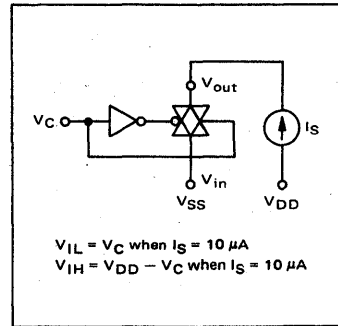 Vout
VC
IS
Vin
VSS
VDD
VIL = VC when IS = 10 μA
VIH = VDD – VC when IS = 10 μA